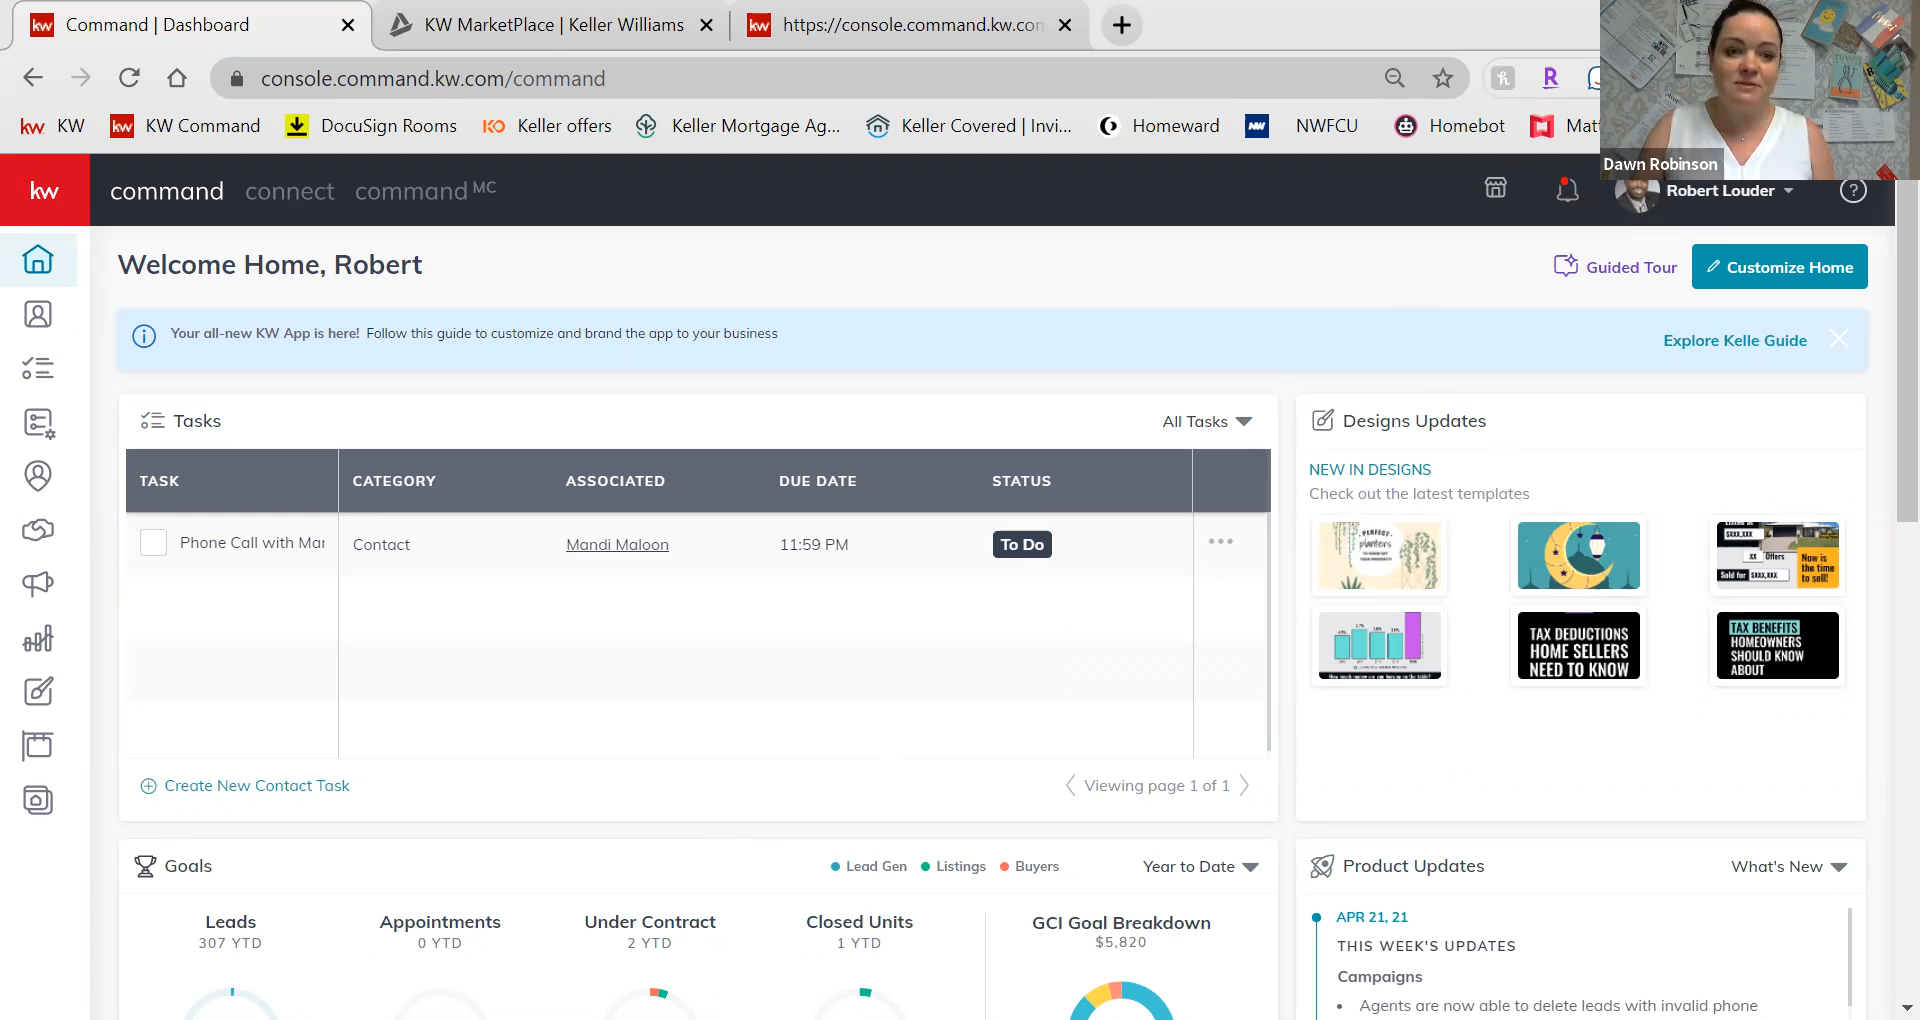 Command | Dashboard
KW MarketPlace | Keller Williams
https://console.command.kw.con
console.command.kw.com/command
KW
KW Command
DocuSign Rooms
Keller offers
Keller Mortgage Ag...
Keller Covered | Invi...
Homeward
NWFCU
Homebot
Mat
Dawn Robinson
kw
command
connect
command MC
Robert Louder
Welcome Home, Robert
Guided Tour
Customize Home
Your all-new KW App is here! Follow this guide to customize and brand the app to your business
Explore Kelle Guide
Tasks
All Tasks
TASK
CATEGORY
ASSOCIATED
DUE DATE
STATUS
Phone Call with Mar
Contact
Mandi Maloon
11:59 PM
To Do
Create New Contact Task
Viewing page 1 of 1
Designs Updates
NEW IN DESIGNS
Check out the latest templates
PERFECT
planters
$XXX,XXX
XX Offers
Sold for $XXX,XXX
Now is
the time
to sell!
TAX DEDUCTIONS
HOME SELLERS
NEED TO KNOW
TAX BENEFITS
HOMEOWNERS
SHOULD KNOW
ABOUT
Goals
Lead Gen
Listings
Buyers
Year to Date
Leads
307 YTD
Appointments
0 YTD
Under Contract
2 YTD
Closed Units
1 YTD
GCI Goal Breakdown
$5,820
Product Updates
What's New
APR 21, 21
THIS WEEK'S UPDATES
Campaigns
• Agents are now able to delete leads with invalid phone